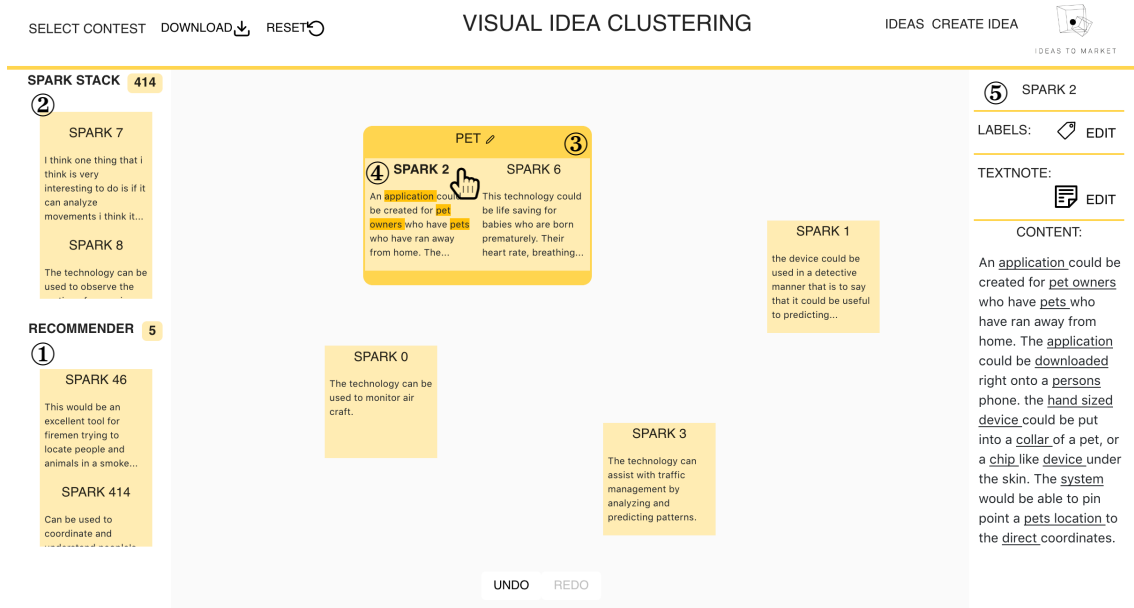 SELECT CONTEST DOWNLOAD RESET
VISUAL IDEA CLUSTERING
IDEAS CREATE IDEA
IDEAS TO MARKET
SPARK STACK 414
②
SPARK 7
I think one thing that i
think is very
interesting to do is if it
can analyze
movements i think it...
SPARK 8
The technology can be
used to observe the
RECOMMENDER 5
①
SPARK 46
This would be an
excellent tool for
firemen trying to
locate people and
animals in a smoke...
SPARK 414
Can be used to
coordinate and
understand people's
PET ③
④ SPARK 2
An application could
be created for pet
owners who have pets
who have ran away
from home. The...
SPARK 6
This technology could
be life saving for
babies who are born
prematurely. Their
heart rate, breathing...
SPARK 1
the device could be
used in a detective
manner that is to say
that it could be useful
to predicting...
SPARK 0
The technology can be
used to monitor air
craft.
SPARK 3
The technology can
assist with traffic
management by
analyzing and
predicting patterns.
UNDO REDO
⑤ SPARK 2
LABELS: EDIT
TEXTNOTE:
EDIT
CONTENT:
An application could be
created for pet owners
who have pets who
have ran away from
home. The application
could be downloaded
right onto a persons
phone. the hand sized
device could be put
into a collar of a pet, or
a chip like device under
the skin. The system
would be able to pin
point a pets location to
the direct coordinates.